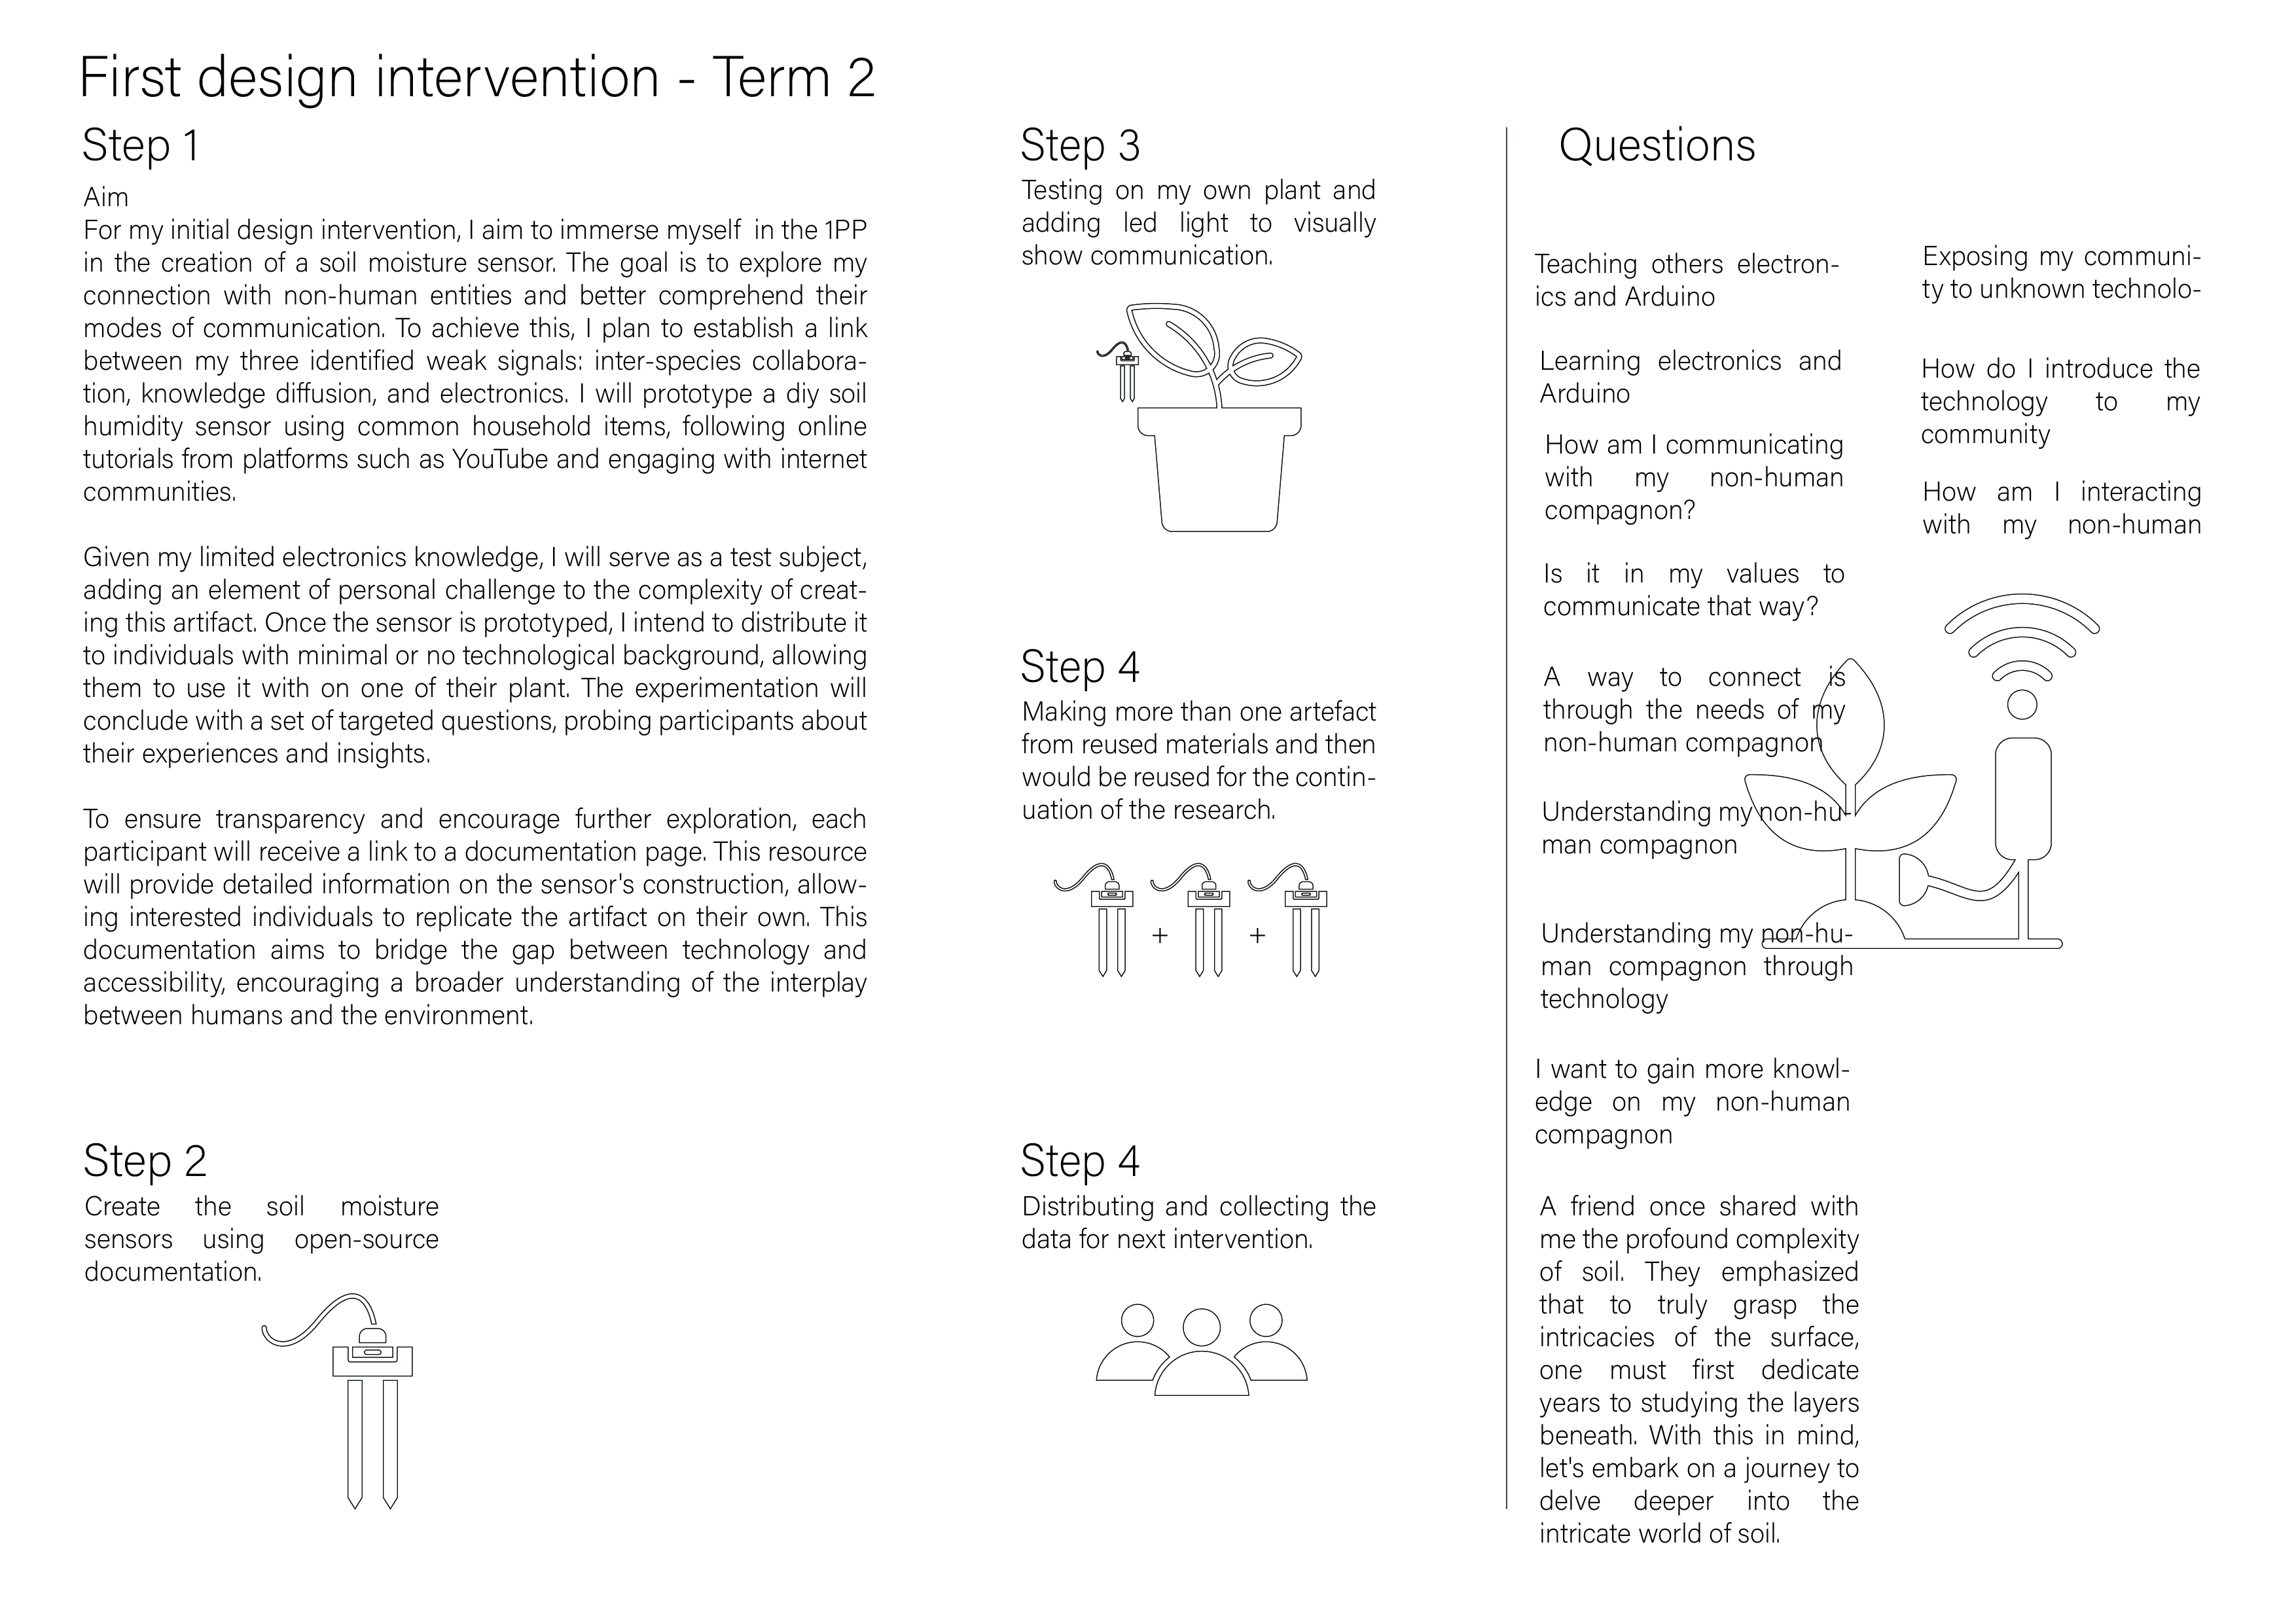 First design intervention - Term 2
Step 1
Aim
For my initial design intervention, I aim to immerse myself in the 1PP
in the creation of a soil moisture sensor. The goal is to explore my
connection with non-human entities and better comprehend their
modes of communication. To achieve this, I plan to establish a link
between my three identified weak signals: inter-species collabora-
tion, knowledge diffusion, and electronics. I will prototype a diy soil
humidity sensor using common household items, following online
tutorials from platforms such as YouTube and engaging with internet
communities.
Given my limited electronics knowledge, I will serve as a test subject,
adding an element of personal challenge to the complexity of creat-
ing this artifact. Once the sensor is prototyped, I intend to distribute it
to individuals with minimal or no technological background, allowing
them to use it with on one of their plant. The experimentation will
conclude with a set of targeted questions, probing participants about
their experiences and insights.
To ensure transparency and encourage further exploration, each
participant will receive a link to a documentation page. This resource
will provide detailed information on the sensor's construction, allow-
ing interested individuals to replicate the artifact on their own. This
documentation aims to bridge the gap between technology and
accessibility, encouraging a broader understanding of the interplay
between humans and the environment.
Step 2
Create the soil moisture
sensors using open-source
documentation.
Step 3
Testing on my own plant and
adding led light to visually
show communication.
Step 4
Making more than one artefact
from reused materials and then
would be reused for the contin-
uation of the research.
+ +
Step 4
Distributing and collecting the
data for next intervention.
Questions
Teaching others electron-
ics and Arduino
Learning electronics and
Arduino
How am I communicating
with my non-human
compagnon?
Is it in my values to
communicate that way?
A way to connect is
through the needs of my
non-human compagnon
Understanding my non-hu-
man compagnon
Understanding my non-hu-
man compagnon through
technology
I want to gain more knowl-
edge on my non-human
compagnon
A friend once shared with
me the profound complexity
of soil. They emphasized
that to truly grasp the
intricacies of the surface,
one must first dedicate
years to studying the layers
beneath. With this in mind,
let's embark on a journey to
delve deeper into the
intricate world of soil.
Exposing my communi-
ty to unknown technolo-
How do I introduce the
technology to my
community
How am I interacting
with my non-human